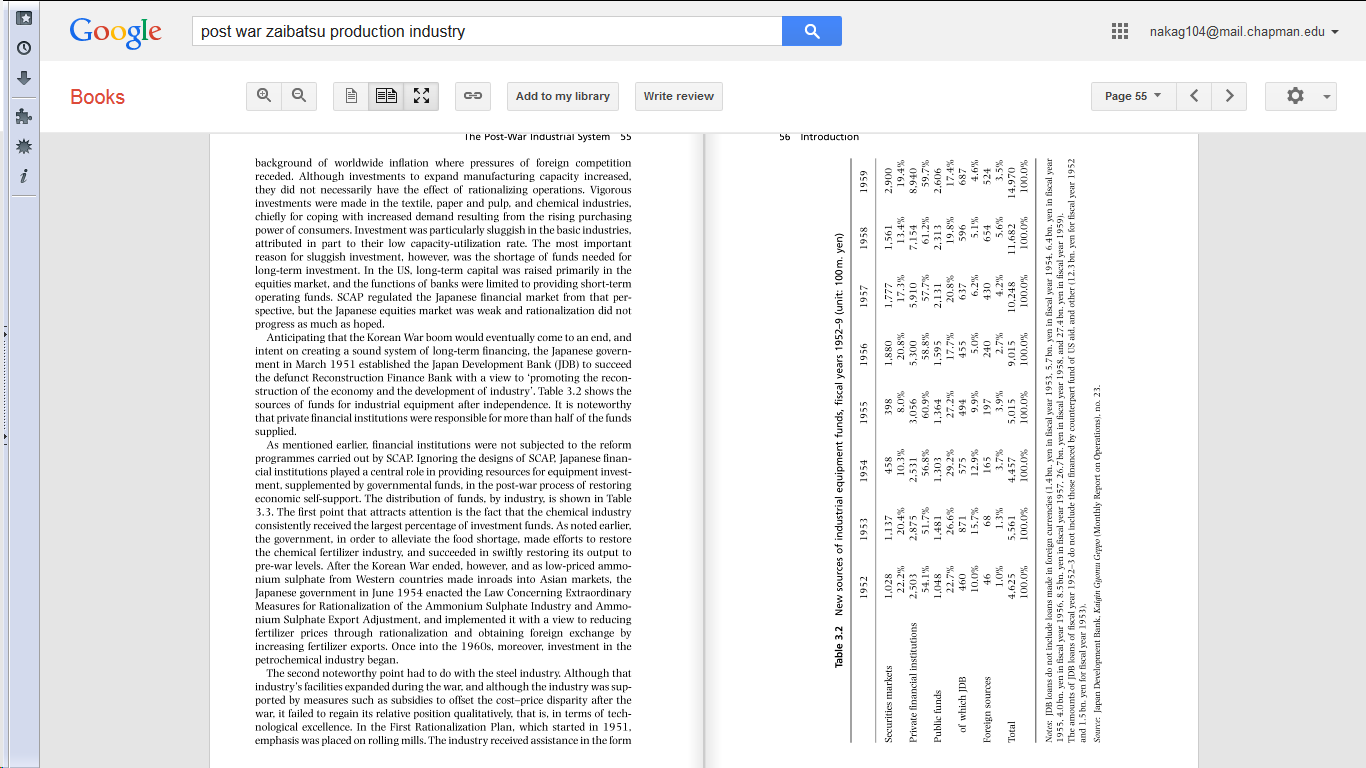 Google
post war zaibatsu production industry
nakag104@mail.chapman.edu
Books
Add to my library
Write review
Page 55
The Post-War Industrial System 55
background of worldwide inflation where pressures of foreign competition
receded. Although investments to expand manufacturing capacity increased,
they did not necessarily have the effect of rationalizing operations. Vigorous
investments were made in the textile, paper and pulp, and chemical industries,
chiefly for coping with increased demand resulting from the rising purchasing
power of consumers. Investment was particularly sluggish in the basic industries,
attributed in part to their low capacity-utilization rate. The most important
reason for sluggish investment, however, was the shortage of funds needed for
long-term investment. In the US, long-term capital was raised primarily in the
equities market, and the functions of banks were limited to providing short-term
operating funds. SCAP regulated the Japanese financial market from that per-
spective, but the Japanese equities market was weak and rationalization did not
progress as much as hoped.
Anticipating that the Korean War boom would eventually come to an end, and
intent on creating a sound system of long-term financing, the Japanese govern-
ment in March 1951 established the Japan Development Bank (JDB) to succeed
the defunct Reconstruction Finance Bank with a view to 'promoting the recon-
struction of the economy and the development of industry'. Table 3.2 shows the
sources of funds for industrial equipment after independence. It is noteworthy
that private financial institutions were responsible for more than half of the funds
supplied.
As mentioned earlier, financial institutions were not subjected to the reform
programmes carried out by SCAP. Ignoring the designs of SCAP, Japanese finan-
cial institutions played a central role in providing resources for equipment invest-
ment, supplemented by governmental funds, in the post-war process of restoring
economic self-support. The distribution of funds, by industry, is shown in Table
3.3. The first point that attracts attention is the fact that the chemical industry
consistently received the largest percentage of investment funds. As noted earlier,
the government, in order to alleviate the food shortage, made efforts to restore
the chemical fertilizer industry, and succeeded in swiftly restoring its output to
pre-war levels. After the Korean War ended, however, and as low-priced ammo-
nium sulphate from Western countries made inroads into Asian markets, the
Japanese government in June 1954 enacted the Law Concerning Extraordinary
Measures for Rationalization of the Ammonium Sulphate Industry and Ammo-
nium Sulphate Export Adjustment, and implemented it with a view to reducing
fertilizer prices through rationalization and obtaining foreign exchange by
increasing fertilizer exports. Once into the 1960s, moreover, investment in the
petrochemical industry began.
The second noteworthy point had to do with the steel industry. Although that
industry's facilities expanded during the war, and although the industry was sup-
ported by measures such as subsidies to offset the cost–price disparity after the
war, it failed to regain its relative position qualitatively, that is, in terms of tech-
nological excellence. In the First Rationalization Plan, which started in 1951,
emphasis was placed on rolling mills. The industry received assistance in the form
56 Introduction
Table 3.2 New sources of industrial equipment funds, fiscal years 1952–9 (unit: 100m. yen)
1952 1953 1954 1955 1956 1957 1958 1959
Securities markets 1,028 1,137 458 398 1,880 1,777 1,561 2,900
22.2% 20.4% 10.3% 8.0% 20.8% 17.3% 13.4% 19.4%
Private financial institutions 2,503 2,875 2,531 3,056 5,300 5,910 7,154 8,940
54.1% 51.7% 56.8% 60.9% 58.8% 57.7% 61.2% 59.7%
Public funds 1,048 1,481 1,303 1,364 1,595 2,131 2,313 2,606
22.7% 26.6% 29.2% 27.2% 17.7% 20.8% 19.8% 17.4%
of which JDB 460 871 575 494 455 637 596 687
10.0% 15.7% 12.9% 9.9% 5.0% 6.2% 5.1% 4.6%
Foreign sources 46 68 165 197 240 430 654 524
1.0% 1.3% 3.7% 3.9% 2.7% 4.2% 5.6% 3.5%
Total 4,625 5,561 4,457 5,015 9,015 10,248 11,682 14,970
100.0% 100.0% 100.0% 100.0% 100.0% 100.0% 100.0% 100.0%
Notes: JDB loans do not include loans made in foreign currencies (1.4 bn. yen in fiscal year 1953, 5.7 bn. yen in fiscal year 1954, 6.4 bn. yen in fiscal year
1955, 4.0 bn. yen in fiscal year 1956, 8.5 bn. yen in fiscal year 1957, 26.7 bn. yen in fiscal year 1958, and 27.4 bn. yen in fiscal year 1959).
The amounts of JDB loans of fiscal year 1952–3 do not include those financed by counterpart fund of US aid, and other (12.3 bn. yen for fiscal year 1952
and 1.5 bn. yen for fiscal year 1953).
Source: Japan Development Bank, Kaigin Gyomu Geppo (Monthly Report on Operations), no. 23.